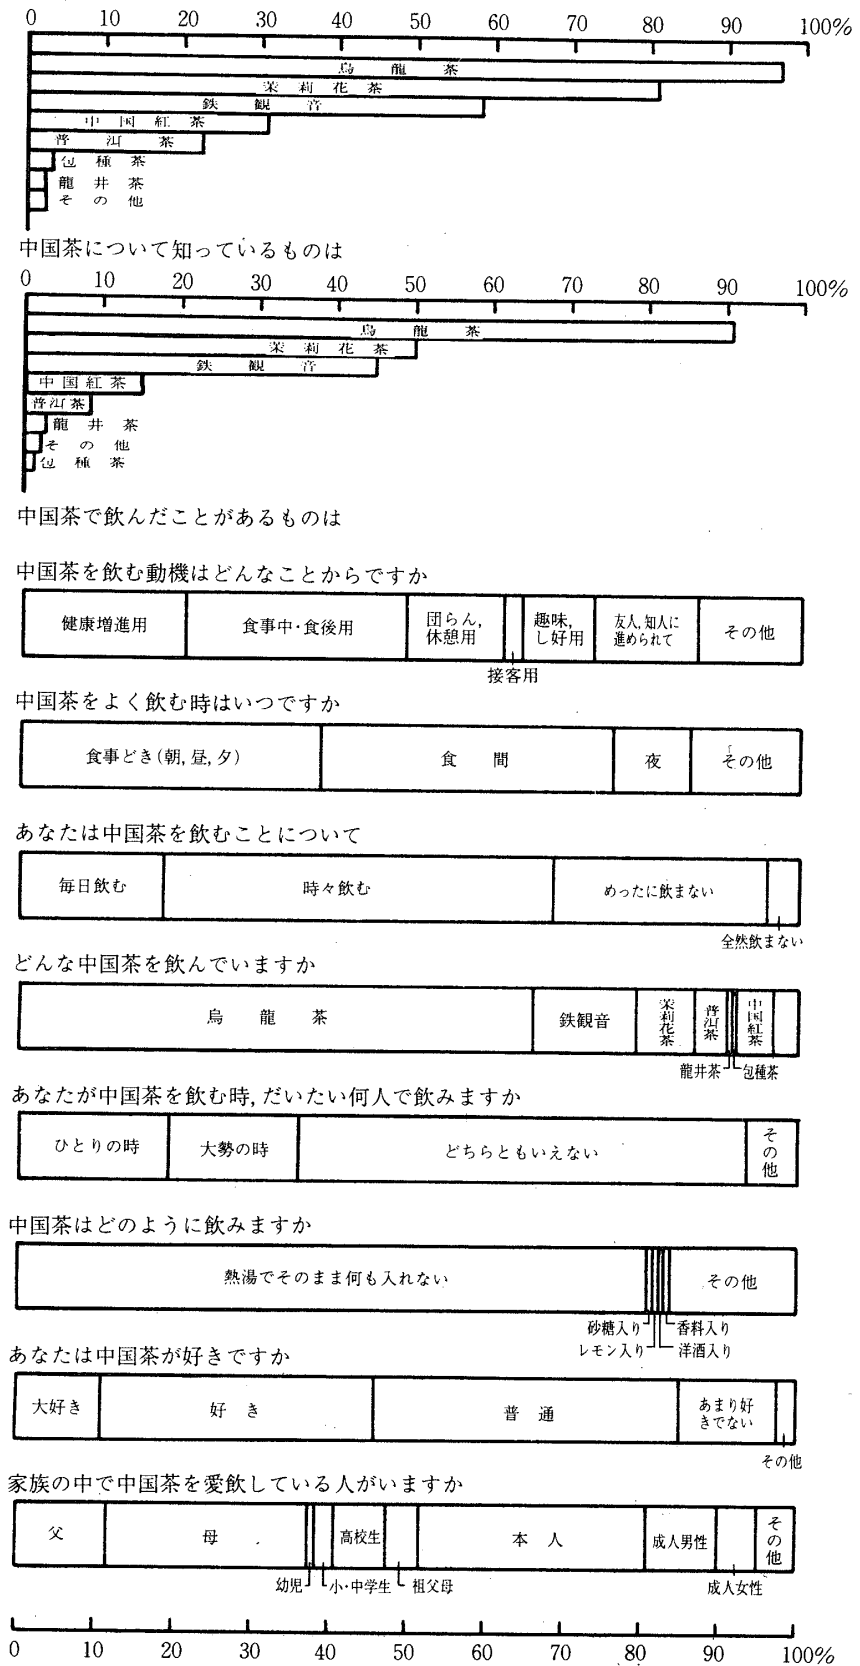 0 10 20 30 40 50 60 70 80 90 100%
烏龍茶
茉莉花茶
鉄観音
中国紅茶
普洱茶
包種茶
龍井茶
その他
中国茶について知っているものは
0 10 20 30 40 50 60 70 80 90 100%
烏龍茶
茉莉花茶
鉄観音
中国紅茶
普洱茶
龍井茶
その他
包種茶
中国茶で飲んだことがあるものは
中国茶を飲む動機はどんなことからですか
健康増進用 食事中・食後用 団らん,休憩用 趣味,し好用 友人,知人に進められて その他
接客用
中国茶をよく飲む時はいつですか
食事どき(朝,昼,夕) 食間 夜 その他
あなたは中国茶を飲むことについて
毎日飲む 時々飲む めったに飲まない
全然飲まない
どんな中国茶を飲んでいますか
烏龍茶 鉄観音 茉莉花茶 普洱茶 中国紅茶
龍井茶 包種茶
あなたが中国茶を飲む時,だいたい何人で飲みますか
ひとりの時 大勢の時 どちらともいえない その他
中国茶はどのように飲みますか
熱湯でそのまま何も入れない その他
砂糖入り 香料入り
レモン入り 洋酒入り
あなたは中国茶が好きですか
大好き 好き 普通 あまり好きでない
その他
家族の中で中国茶を愛飲している人がいますか
父 母 高校生 本人 成人男性 その他
幼児 小・中学生 祖父母 成人女性
0 10 20 30 40 50 60 70 80 90 100%